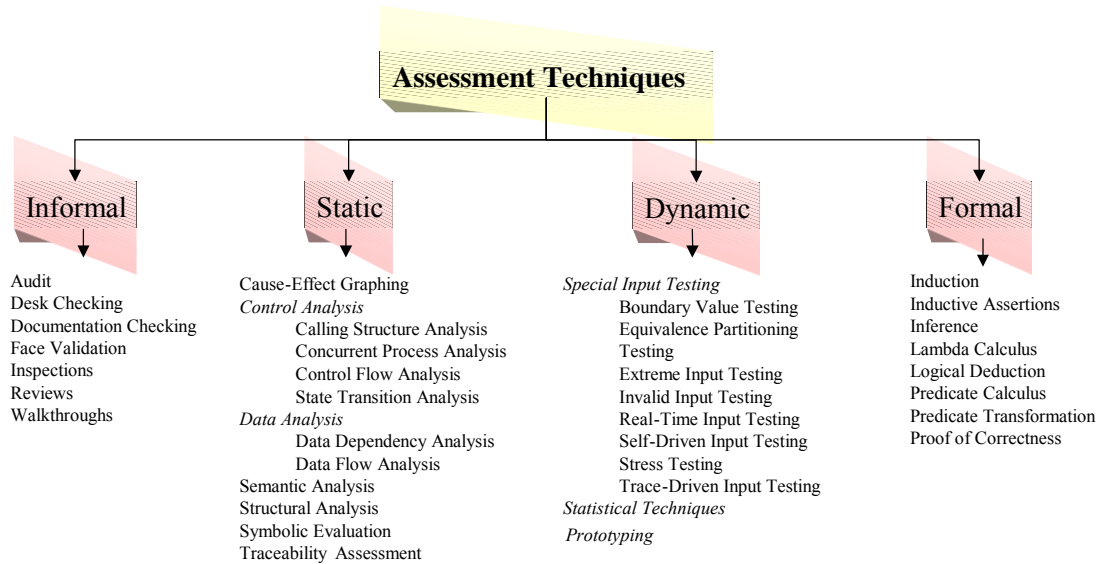 Assessment Techniques
Informal
Audit
Desk Checking
Documentation Checking
Face Validation
Inspections
Reviews
Walkthroughs
Static
Cause-Effect Graphing
Control Analysis
Calling Structure Analysis
Concurrent Process Analysis
Control Flow Analysis
State Transition Analysis
Data Analysis
Data Dependency Analysis
Data Flow Analysis
Semantic Analysis
Structural Analysis
Symbolic Evaluation
Traceability Assessment
Dynamic
Special Input Testing
Boundary Value Testing
Equivalence Partitioning
Testing
Extreme Input Testing
Invalid Input Testing
Real-Time Input Testing
Self-Driven Input Testing
Stress Testing
Trace-Driven Input Testing
Statistical Techniques
Prototyping
Formal
Induction
Inductive Assertions
Inference
Lambda Calculus
Logical Deduction
Predicate Calculus
Predicate Transformation
Proof of Correctness